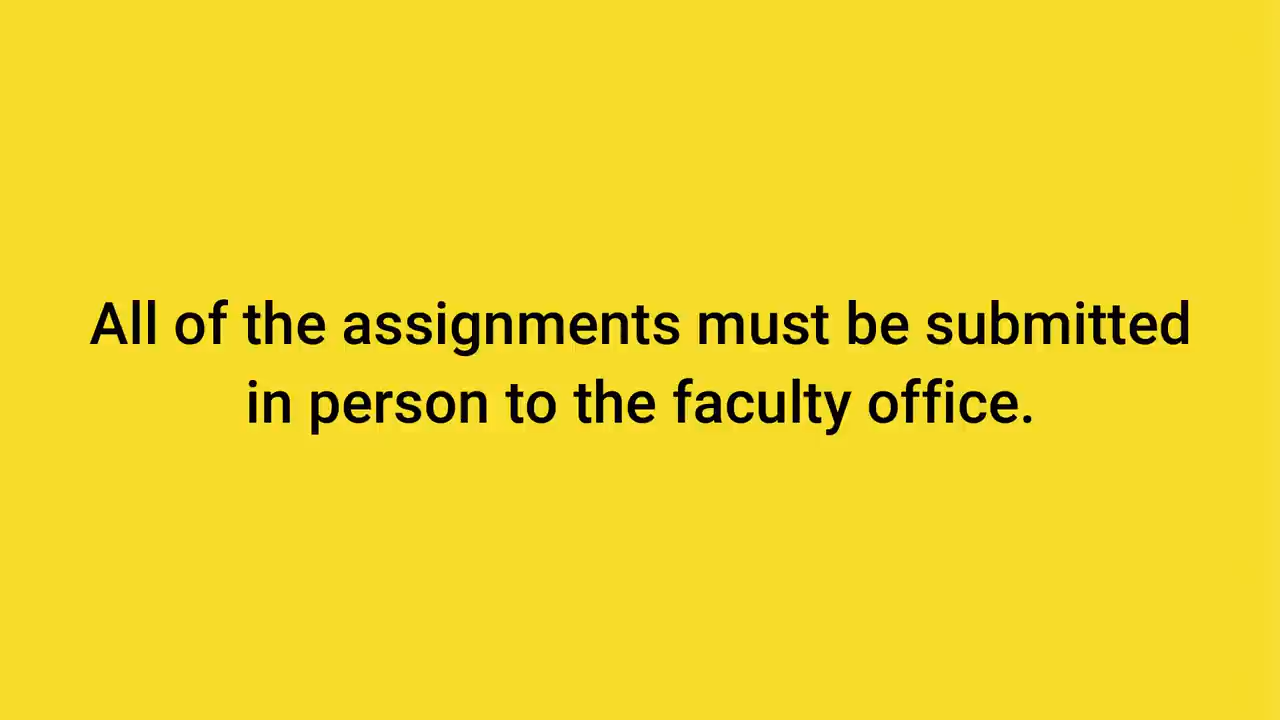 All of the assignments must be submitted
in person to the faculty office.